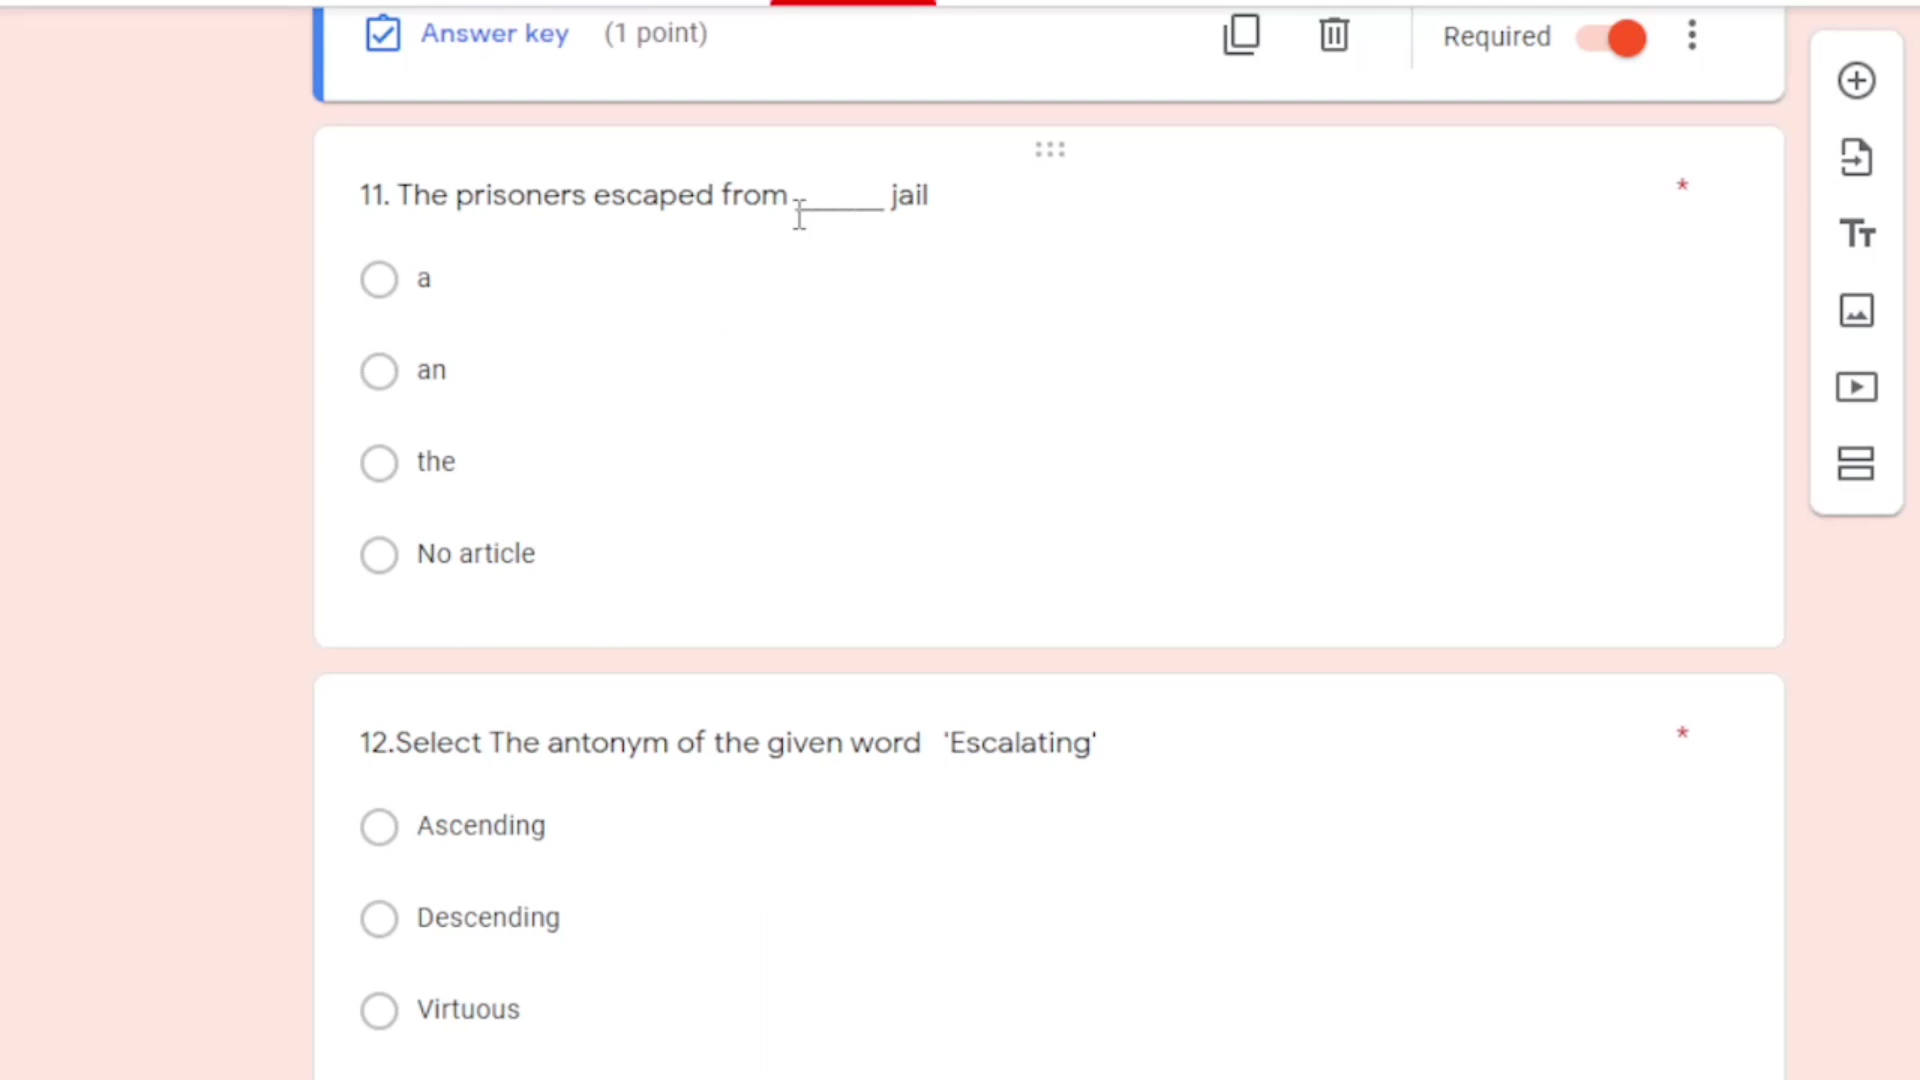 Answer key (1 point) Required
11. The prisoners escaped from ______ jail *
a
an
the
No article
12.Select The antonym of the given word 'Escalating' *
Ascending
Descending
Virtuous